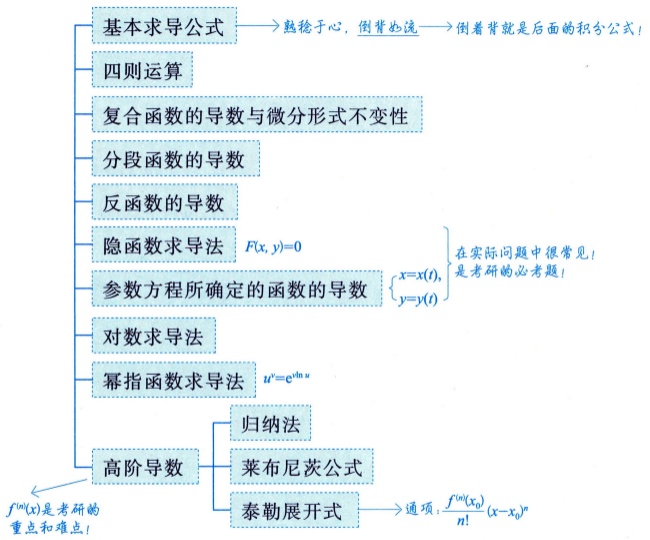 基本求导公式 → 熟稔于心，倒背如流 → 倒着背就是后面的积分公式！
四则运算
复合函数的导数与微分形式不变性
分段函数的导数
反函数的导数
隐函数求导法 F(x, y)=0
参数方程所确定的函数的导数 { x=x(t),
y=y(t)
在实际问题中很常见！
是考研的必考题！
对数求导法
幂指函数求导法 uᵛ=eᵛˡⁿ ᵘ
高阶导数
归纳法
莱布尼茨公式
泰勒展开式 → 通项：f⁽ⁿ⁾(x₀)/n! (x−x₀)ⁿ
f⁽ⁿ⁾(x)是考研的
重点和难点！